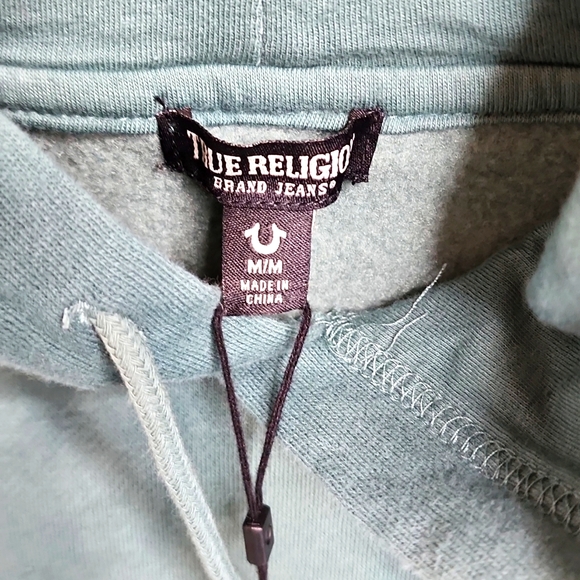 TRUE RELIGION
BRAND JEANS®
M/M
MADE IN
CHINA